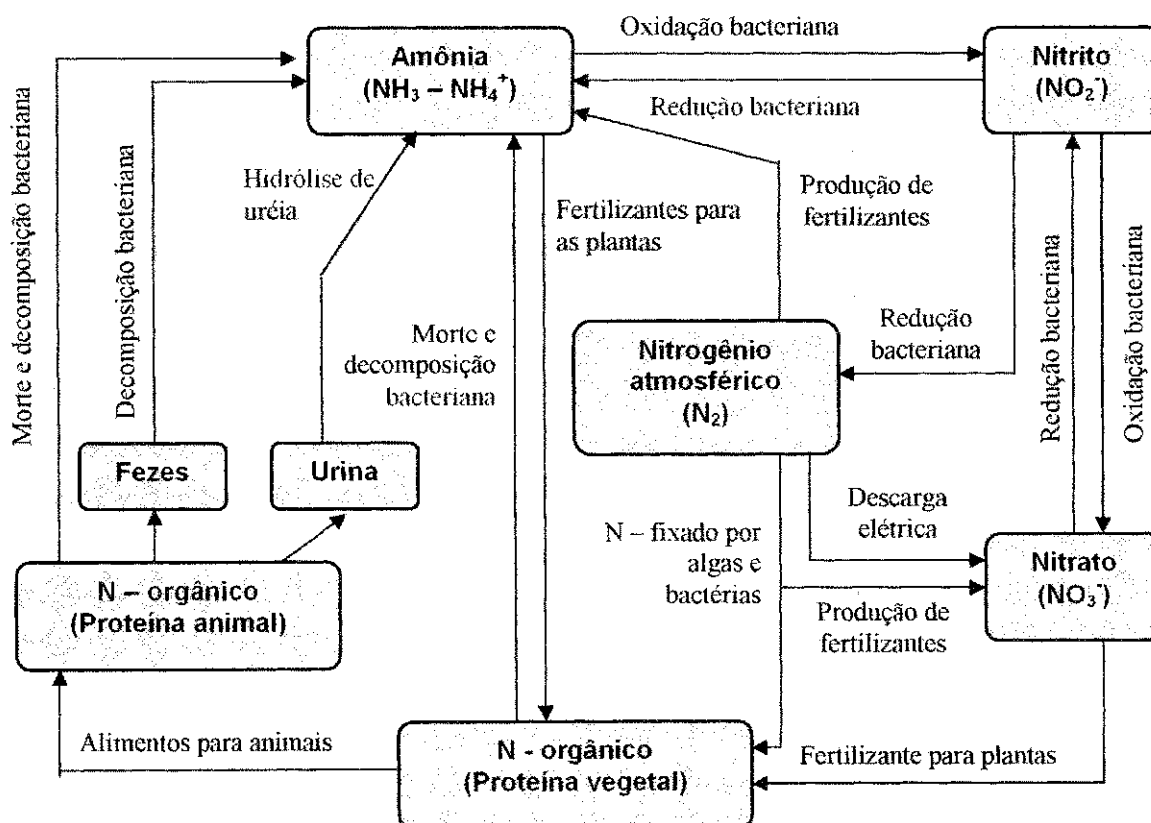 Oxidação bacteriana
Amônia
(NH₃ – NH₄⁺)
Nitrito
(NO₂⁻)
Redução bacteriana
Morte e decomposição bacteriana
Decomposição bacteriana
Hidrólise de
uréia
Fertilizantes para
as plantas
Produção de
fertilizantes
Morte e
decomposição
bacteriana
Nitrogênio
atmosférico
(N₂)
Redução
bacteriana
Redução bacteriana
Oxidação bacteriana
Fezes
Urina
Descarga
elétrica
N – fixado por
algas e
bactérias
Nitrato
(NO₃⁻)
N – orgânico
(Proteína animal)
Produção de
fertilizantes
Alimentos para animais
N - orgânico
(Proteína vegetal)
Fertilizante para plantas